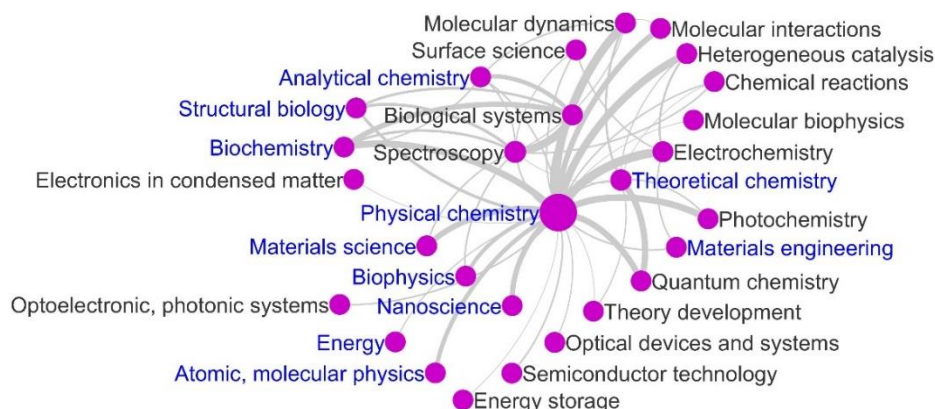 Molecular dynamics
Molecular interactions
Surface science
Heterogeneous catalysis
Analytical chemistry
Chemical reactions
Structural biology
Biological systems
Molecular biophysics
Biochemistry
Spectroscopy
Electrochemistry
Electronics in condensed matter
Theoretical chemistry
Physical chemistry
Photochemistry
Materials science
Materials engineering
Biophysics
Quantum chemistry
Optoelectronic, photonic systems
Nanoscience
Theory development
Energy
Optical devices and systems
Atomic, molecular physics
Semiconductor technology
Energy storage